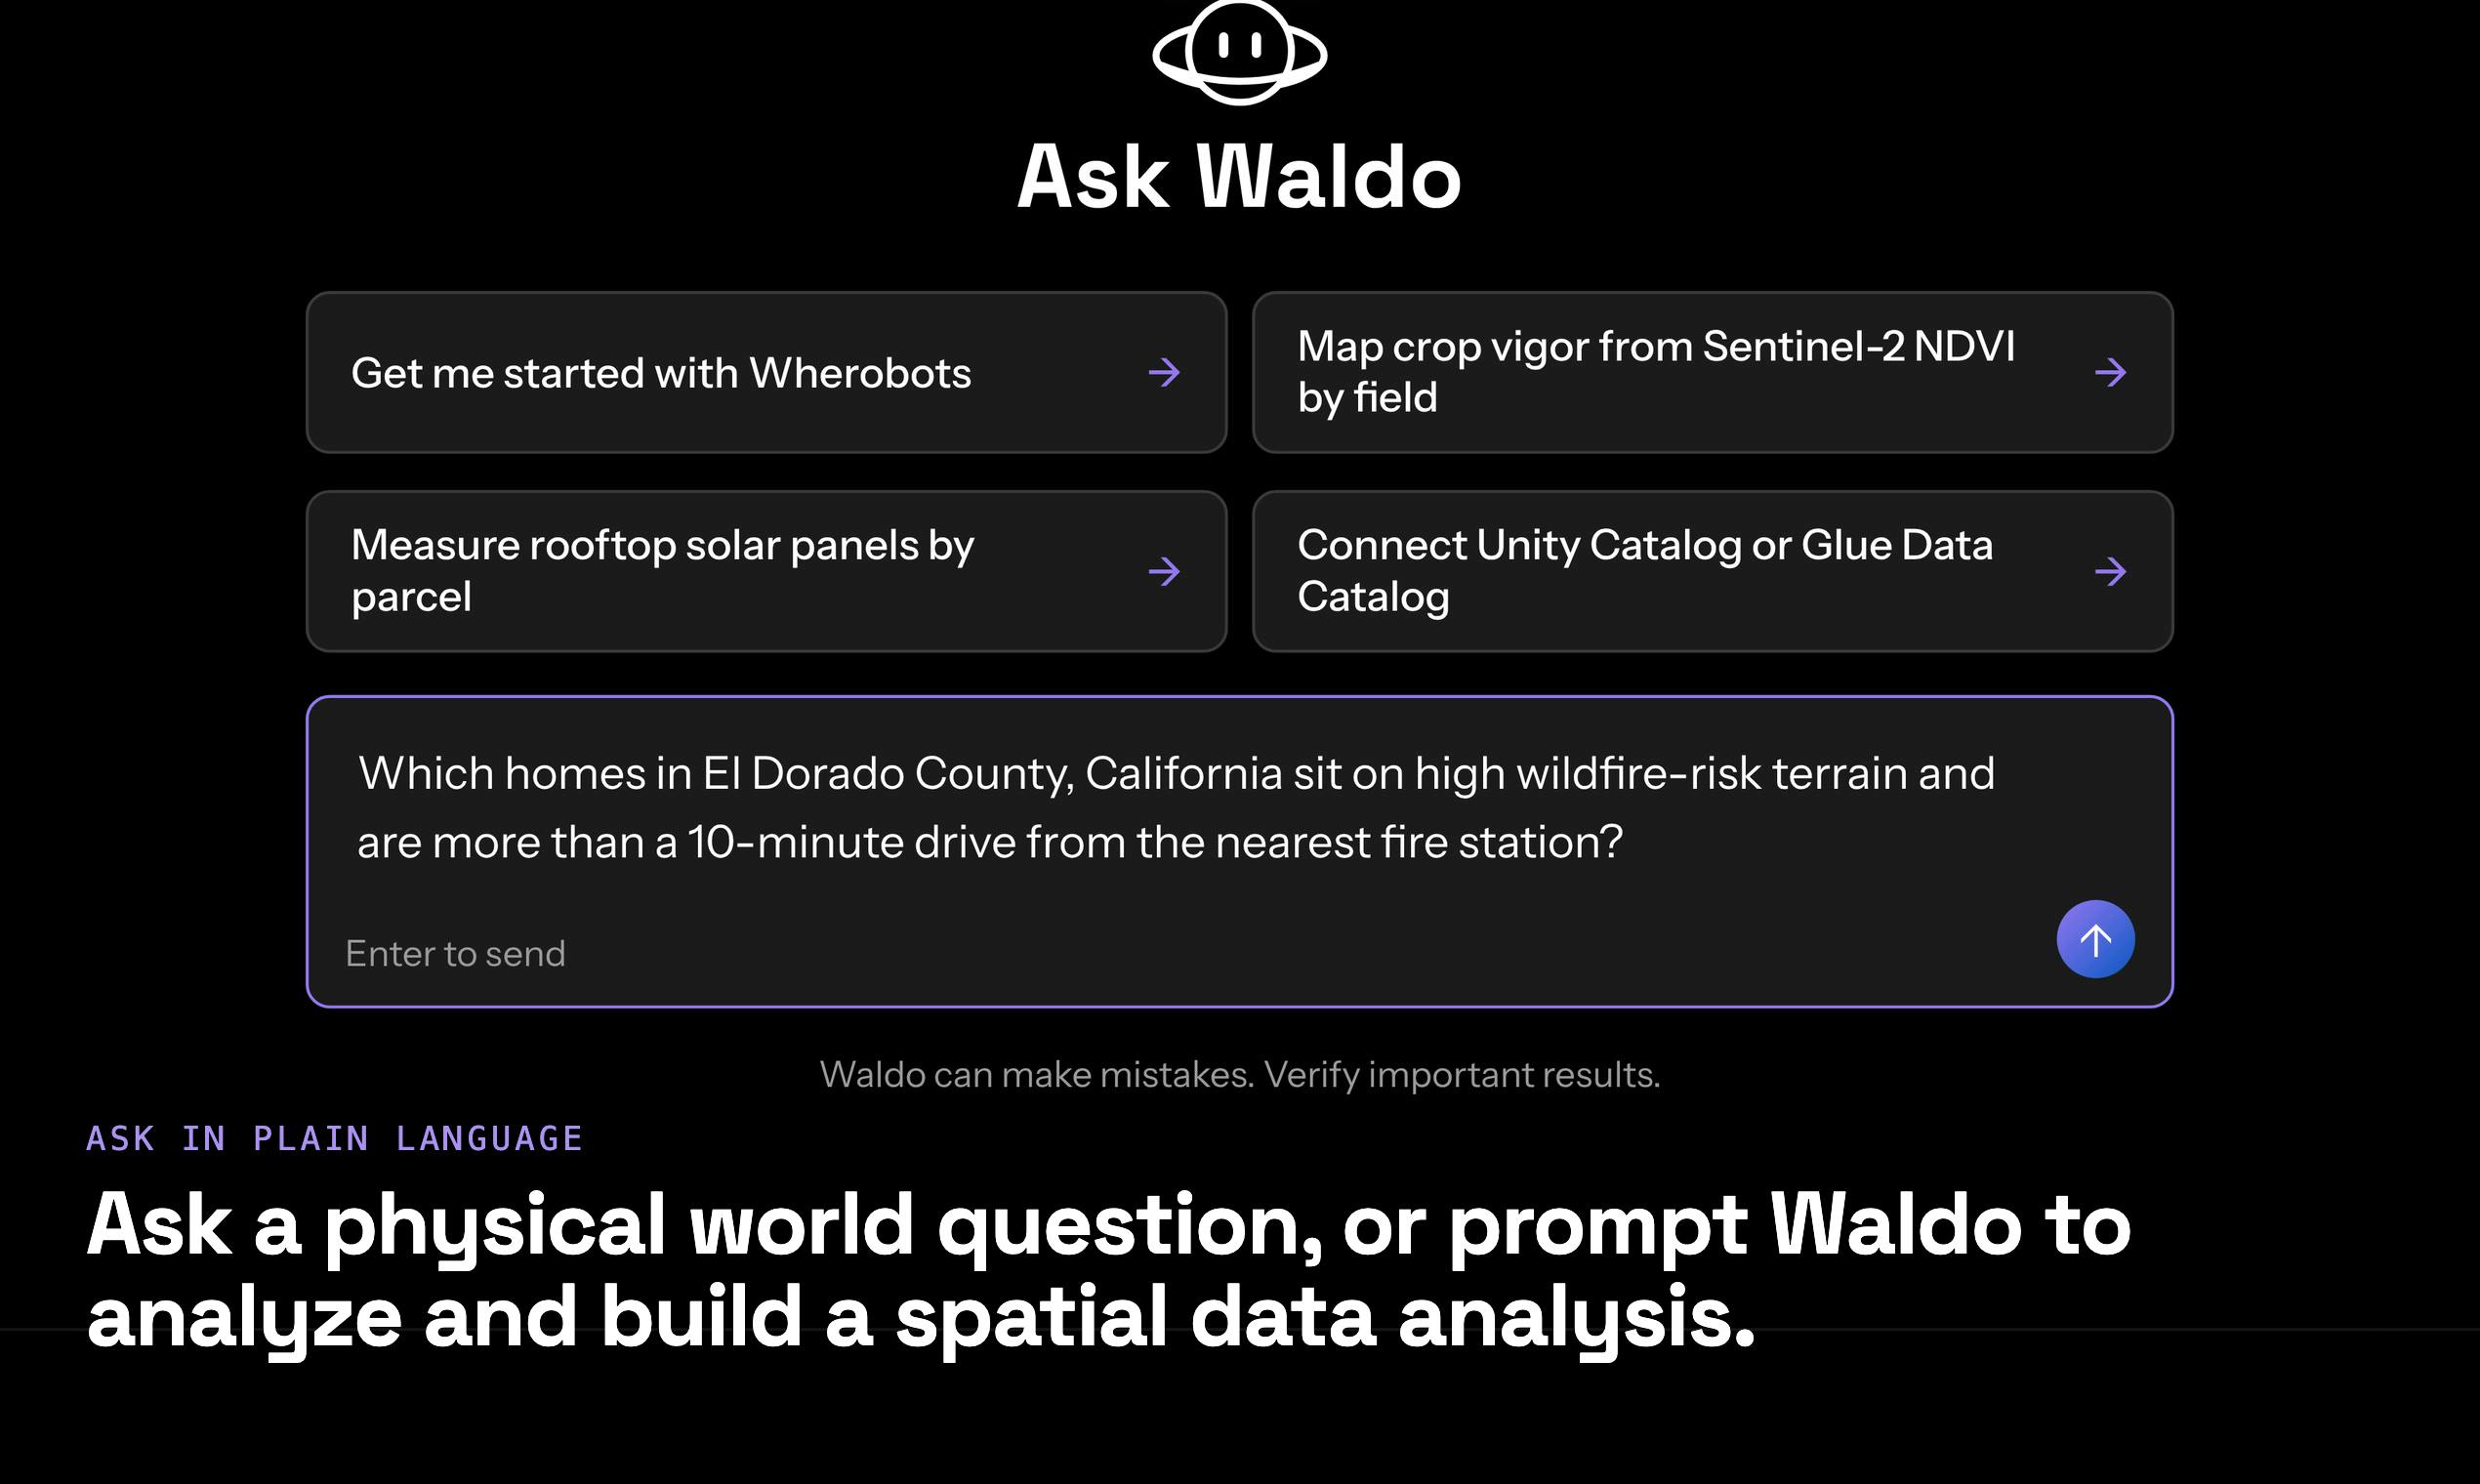 Ask Waldo
Get me started with Wherobots
Map crop vigor from Sentinel-2 NDVI
by field
Measure rooftop solar panels by
parcel
Connect Unity Catalog or Glue Data
Catalog
Which homes in El Dorado County, California sit on high wildfire-risk terrain and
are more than a 10-minute drive from the nearest fire station?
Enter to send
Waldo can make mistakes. Verify important results.
ASK IN PLAIN LANGUAGE
Ask a physical world question, or prompt Waldo to
analyze and build a spatial data analysis.